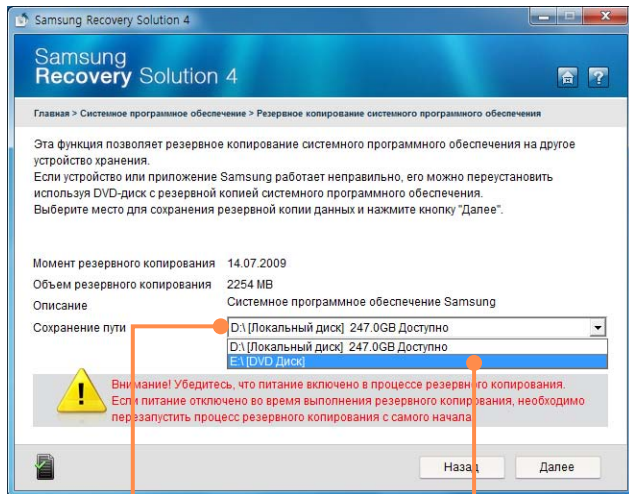 Samsung Recovery Solution 4
Samsung
Recovery Solution 4
?
Главная > Системное программное обеспечение > Резервное копирование системного программного обеспечения
Эта функция позволяет резервное копирование системного программного обеспечения на другое
устройство хранения.
Если устройство или приложение Samsung работает неправильно, его можно переустановить
используя DVD-диск с резервной копией системного программного обеспечения.
Выберите место для сохранения резервной копии данных и нажмите кнопку "Далее".
Момент резервного копирования 14.07.2009
Объем резервного копирования 2254 MB
Описание Системное программное обеспечение Samsung
Сохранение пути D:\ [Локальный диск] 247.0GB Доступно
D:\ [Локальный диск] 247.0GB Доступно
E:\ [DVD Диск]
Внимание! Убедитесь, что питание включено в процессе резервного копирования.
Если питание отключено во время выполнения резервного копирования, необходимо
перезапустить процесс резервного копирования с самого начала.
Назад Далее